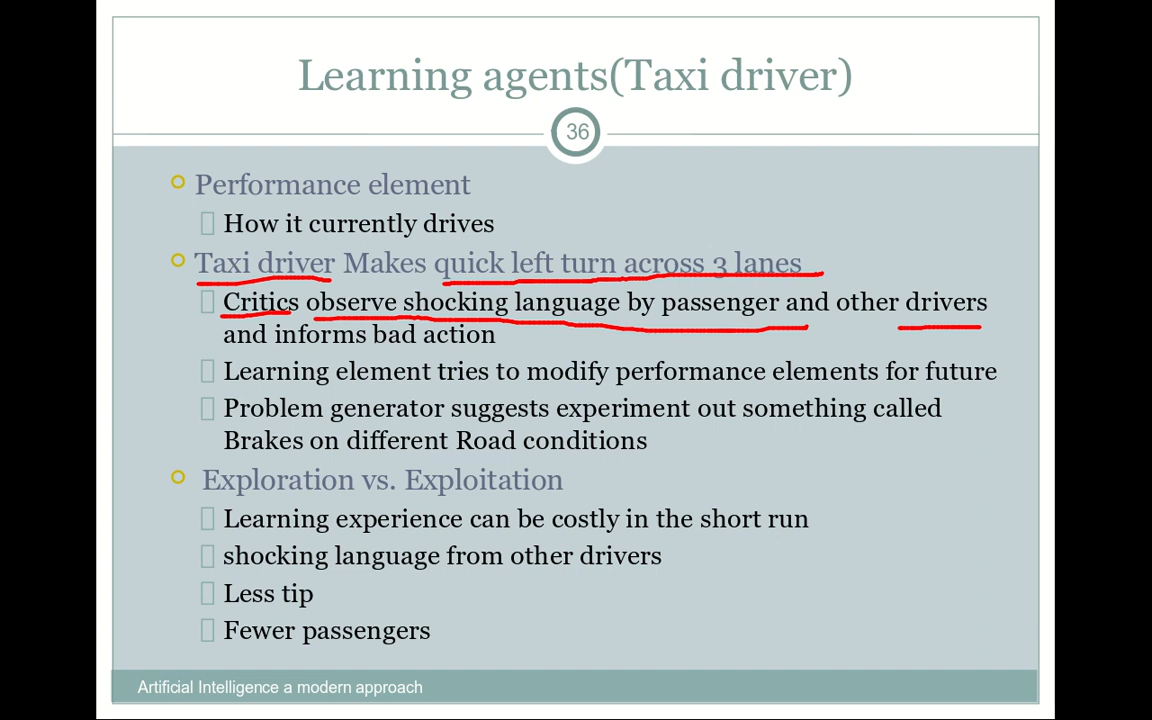 Learning agents(Taxi driver)
36
Performance element
How it currently drives
Taxi driver Makes quick left turn across 3 lanes
Critics observe shocking language by passenger and other drivers
and informs bad action
Learning element tries to modify performance elements for future
Problem generator suggests experiment out something called
Brakes on different Road conditions
Exploration vs. Exploitation
Learning experience can be costly in the short run
shocking language from other drivers
Less tip
Fewer passengers
Artificial Intelligence a modern approach